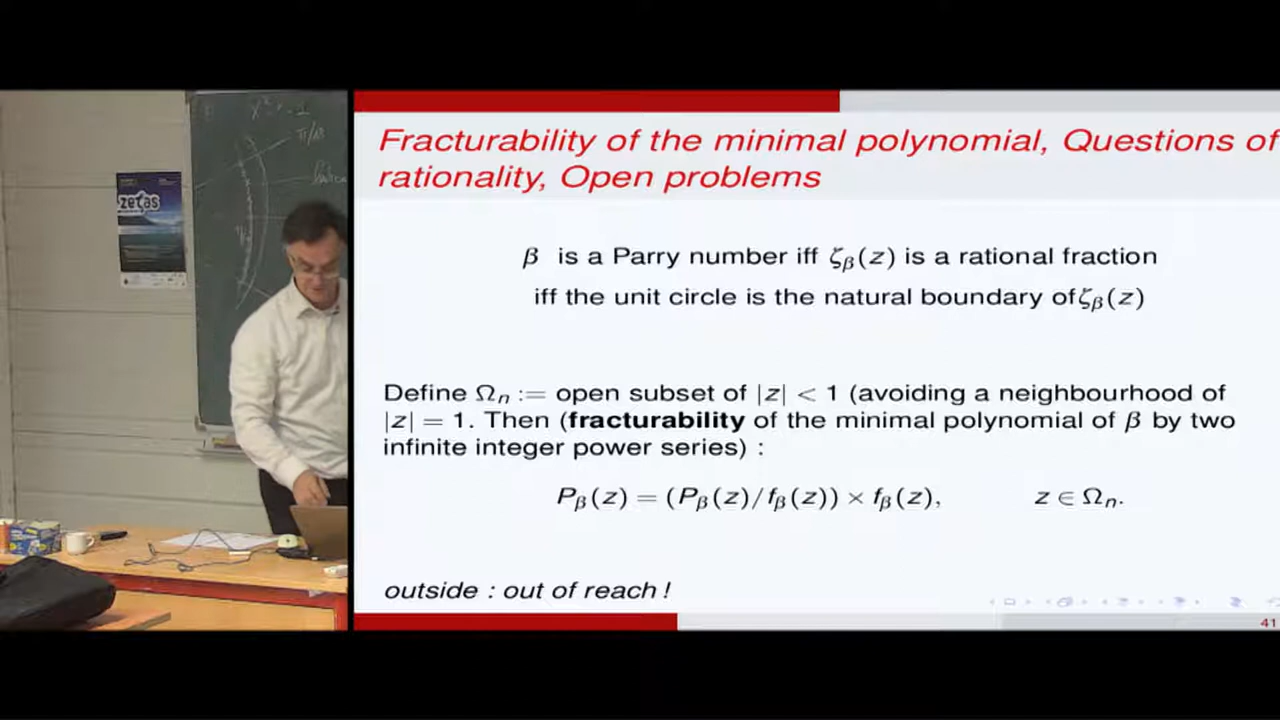 Fracturability of the minimal polynomial, Questions of
rationality, Open problems
β is a Parry number iff ζβ(z) is a rational fraction
iff the unit circle is the natural boundary of ζβ(z)
Define Ωn := open subset of |z| < 1 (avoiding a neighbourhood of
|z| = 1. Then (fracturability of the minimal polynomial of β by two
infinite integer power series) :
Pβ(z) = (Pβ(z)/fβ(z)) × fβ(z), z ∈ Ωn.
outside : out of reach !
41
zetas